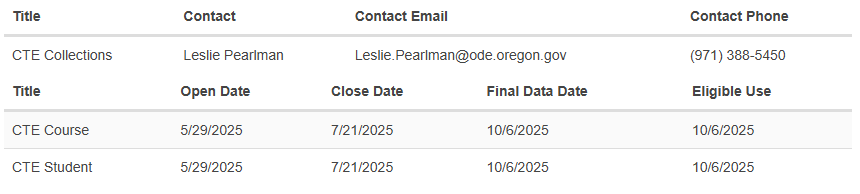 Title Contact Contact Email Contact Phone
CTE Collections Leslie Pearlman Leslie.Pearlman@ode.oregon.gov (971) 388-5450
Title Open Date Close Date Final Data Date Eligible Use
CTE Course 5/29/2025 7/21/2025 10/6/2025 10/6/2025
CTE Student 5/29/2025 7/21/2025 10/6/2025 10/6/2025